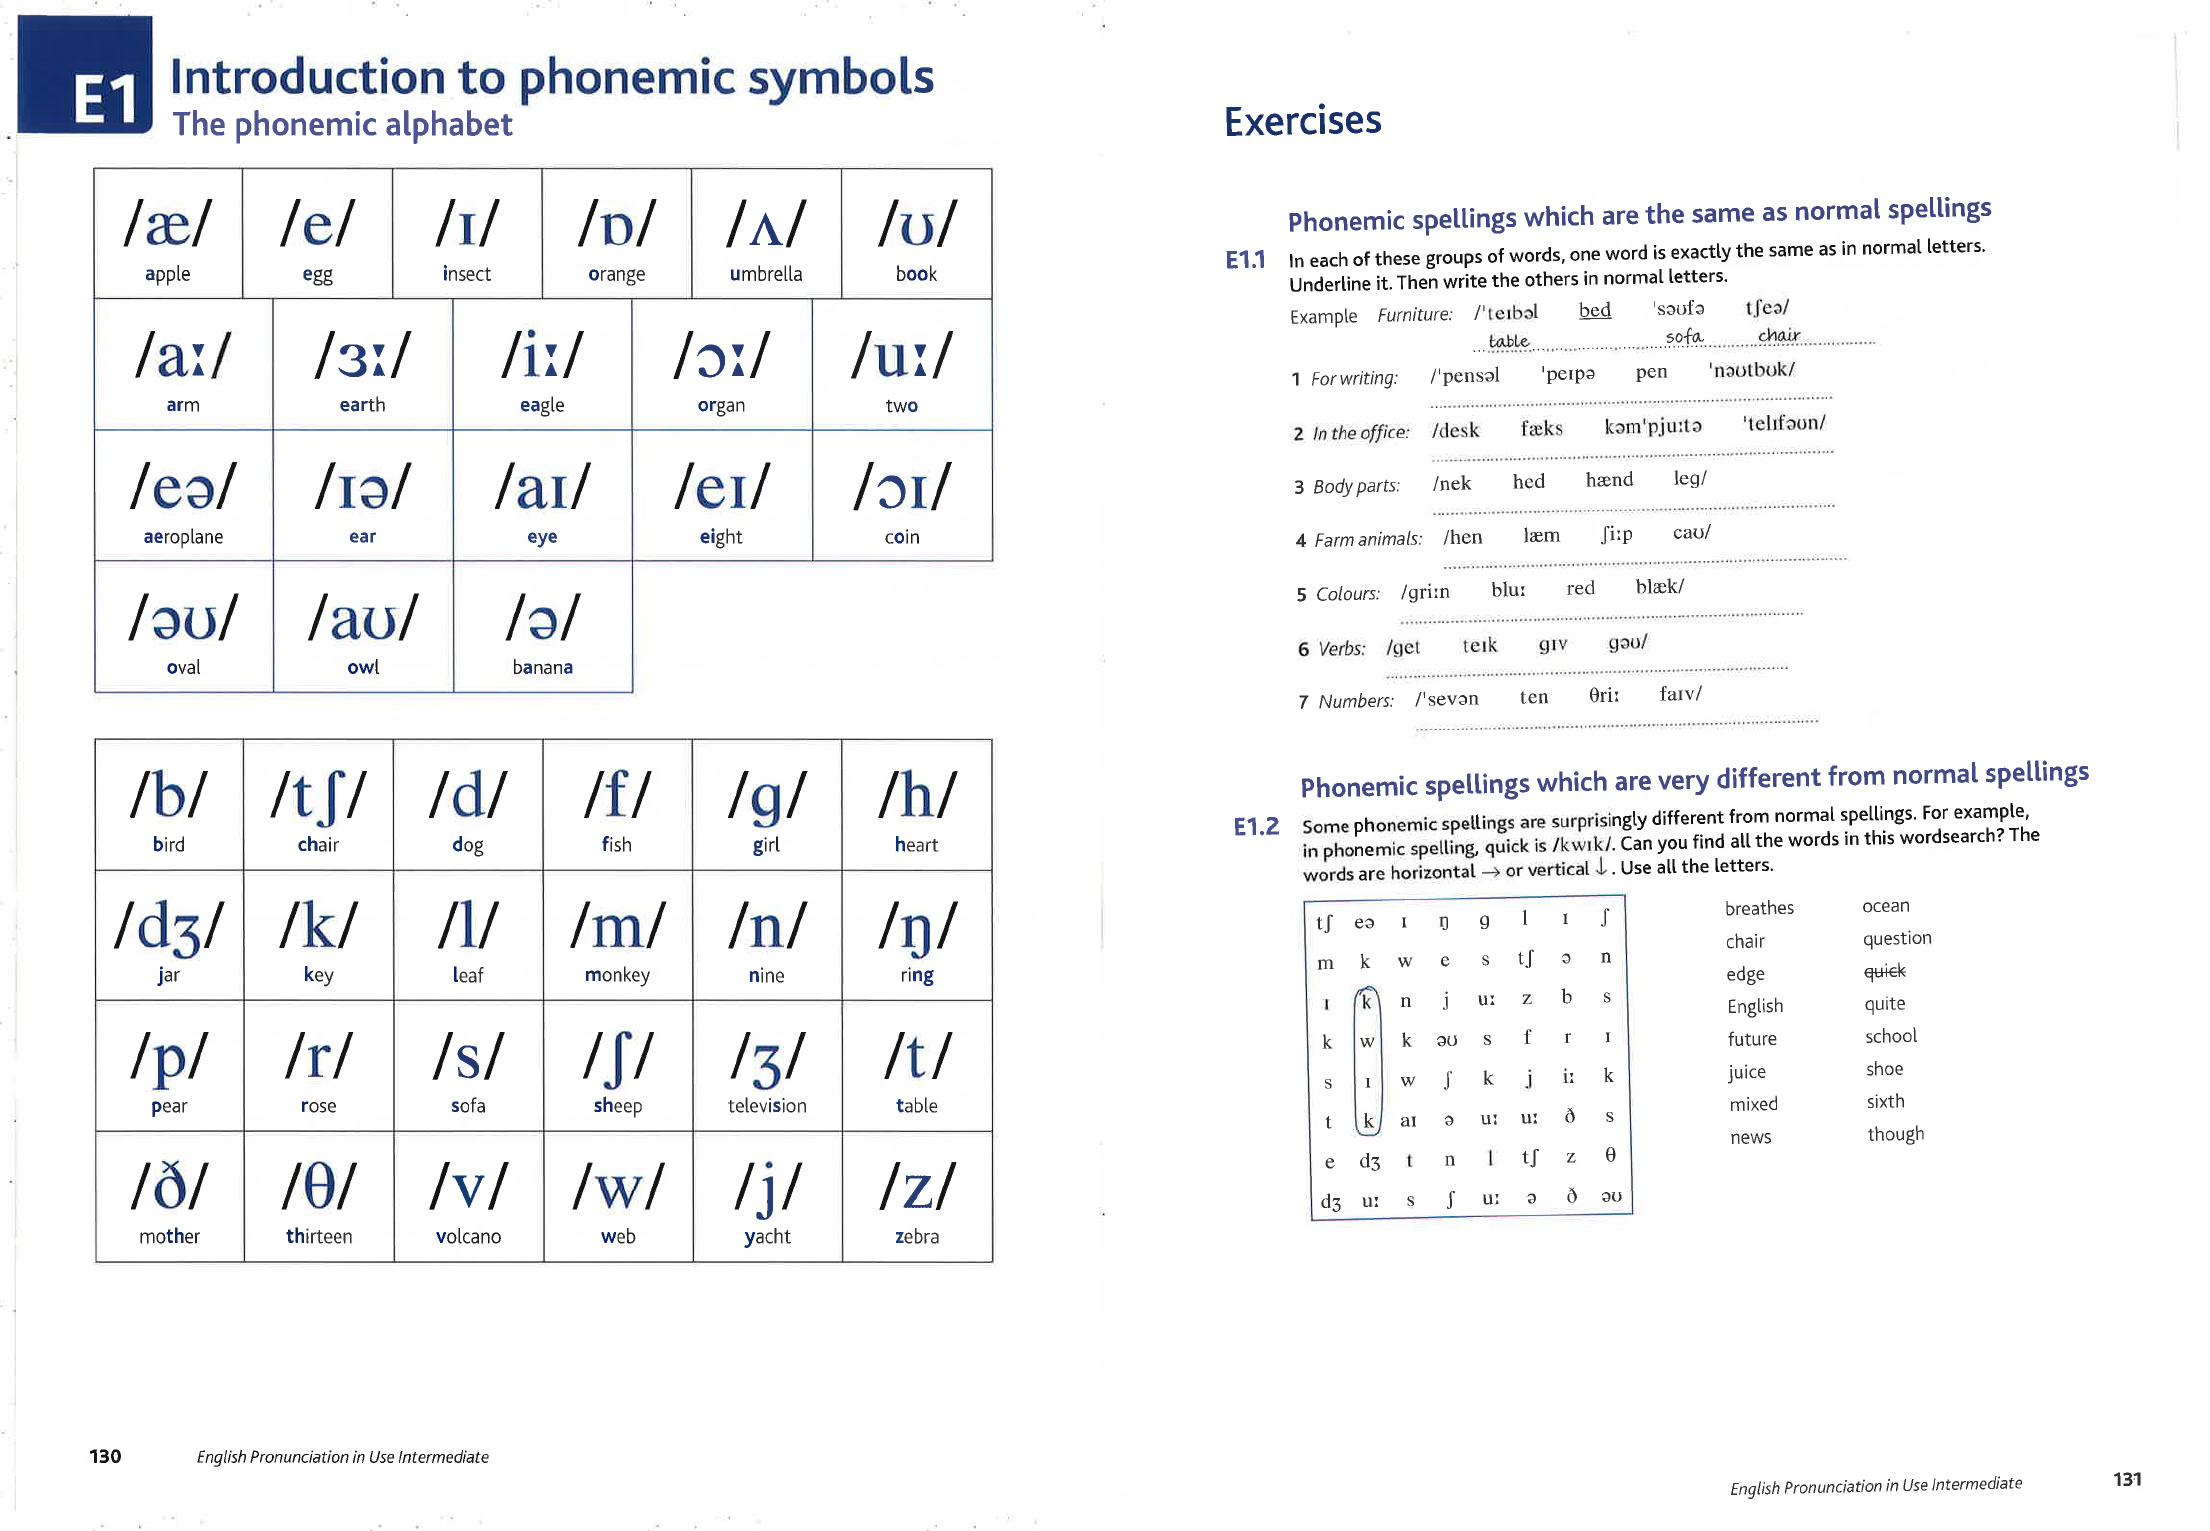 E1
Introduction to phonemic symbols
The phonemic alphabet
/æ/ /e/ /ɪ/ /ɒ/ /ʌ/ /ʊ/
apple egg insect orange umbrella book
/aː/ /ɜː/ /iː/ /ɔː/ /uː/
arm earth eagle organ two
/eə/ /ɪə/ /aɪ/ /eɪ/ /ɔɪ/
aeroplane ear eye eight coin
/əʊ/ /aʊ/ /ə/
oval owl banana
/b/ /tʃ/ /d/ /f/ /g/ /h/
bird chair dog fish girl heart
/dʒ/ /k/ /l/ /m/ /n/ /ŋ/
jar key leaf monkey nine ring
/p/ /r/ /s/ /ʃ/ /ʒ/ /t/
pear rose sofa sheep television table
/ð/ /θ/ /v/ /w/ /j/ /z/
mother thirteen volcano web yacht zebra
130 English Pronunciation in Use Intermediate
Exercises
Phonemic spellings which are the same as normal spellings
E1.1 In each of these groups of words, one word is exactly the same as in normal letters.
Underline it. Then write the others in normal letters.
Example Furniture: /ˈteɪbəl bed ˈsəʊfə tʃeə/
table sofa chair
1 For writing: /ˈpensəl ˈpeɪpə pen ˈnəʊtbʊk/
2 In the office: /desk fæks kəmˈpjuːtə ˈtelɪfəʊn/
3 Body parts: /nek hed hænd leg/
4 Farm animals: /hen læm ʃiːp caʊ/
5 Colours: /griːn bluː red blæk/
6 Verbs: /get teɪk gɪv gəʊ/
7 Numbers: /ˈsevən ten θriː faɪv/
Phonemic spellings which are very different from normal spellings
E1.2 Some phonemic spellings are surprisingly different from normal spellings. For example,
in phonemic spelling, quick is /kwɪk/. Can you find all the words in this wordsearch? The
words are horizontal → or vertical ↓. Use all the letters.
tʃ eə ɪ ŋ g l ɪ ʃ
m k w e s tʃ ə n
ɪ k n j uː z b s
k w k əʊ s f r ɪ
s ɪ w ʃ k j iː k
t k aɪ ə uː uː ð s
e dʒ t n l tʃ z θ
dʒ uː s ʃ uː ə ð əʊ
breathes ocean
chair question
edge quick
English quite
future school
juice shoe
mixed sixth
news though
English Pronunciation in Use Intermediate 131